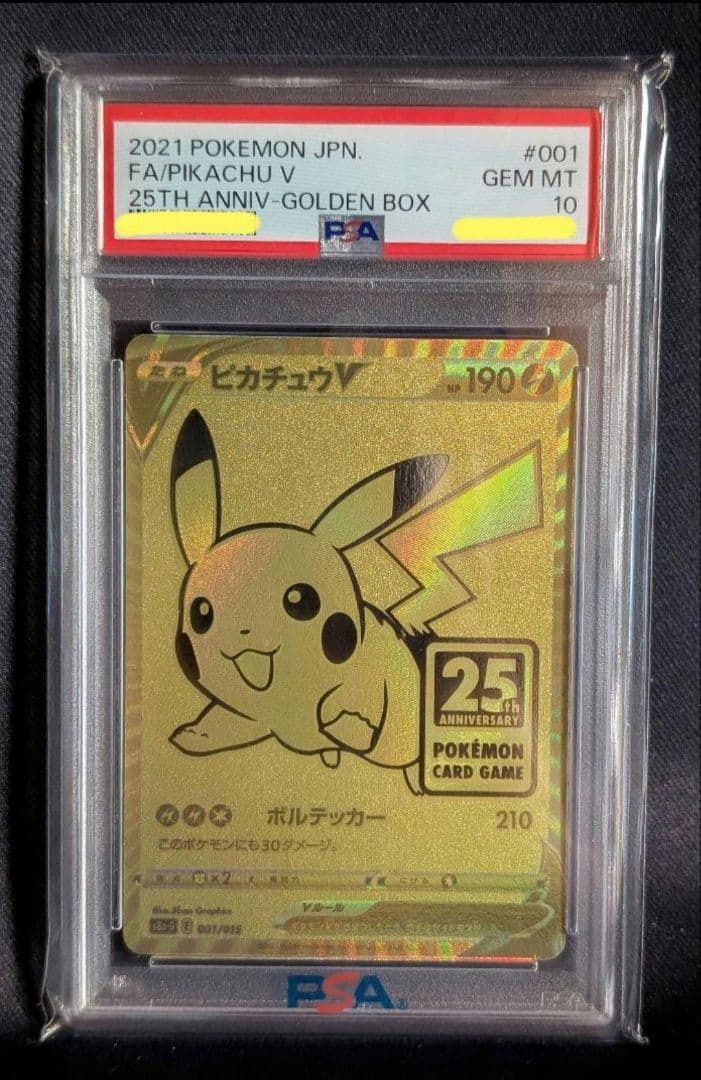 2021 POKEMON JPN. #001
FA/PIKACHU V GEM MT
25TH ANNIV-GOLDEN BOX 10
PSA
たね ピカチュウV HP 190
25th
ANNIVERSARY
POKÉMON
CARD GAME
ボルテッカー 210
このポケモンにも30ダメージ。
×2
Vルール
001/015
PSA
PSA